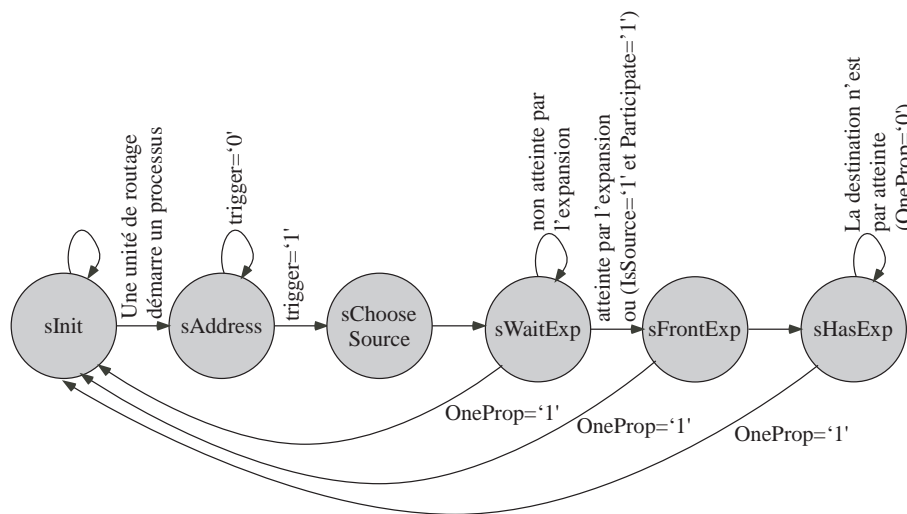 Une unité de routage
démarre un processus
trigger='0'
trigger='1'
non atteinte par
l'expansion
atteinte par l'expansion
ou (IsSource='1' et Participate='1')
La destination n'est
par atteinte
(OneProp='0')
sInit
sAddress
sChoose
Source
sWaitExp
sFrontExp
sHasExp
OneProp='1'
OneProp='1'
OneProp='1'